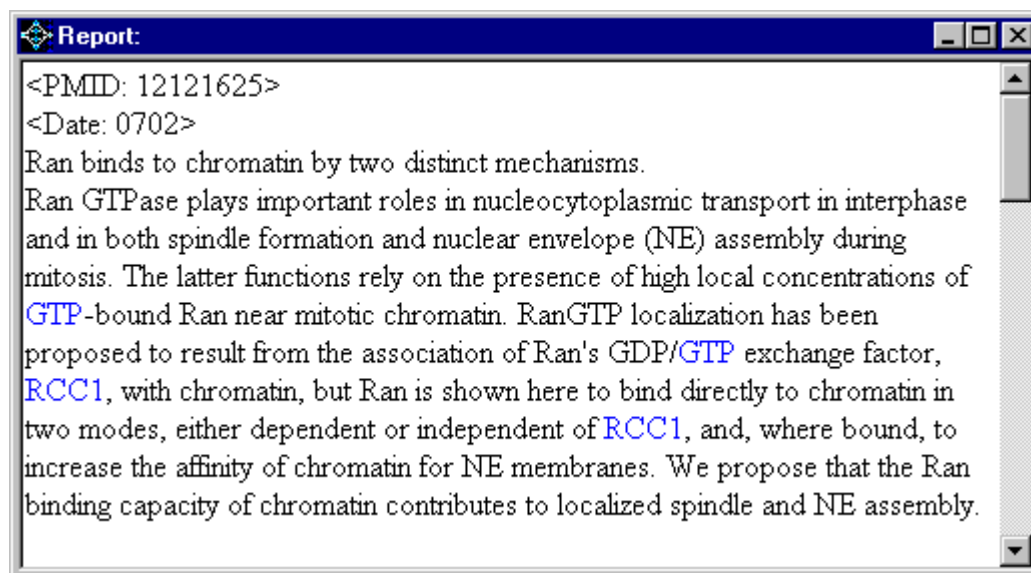 Report:
<PMID: 12121625>
<Date: 0702>
Ran binds to chromatin by two distinct mechanisms.
Ran GTPase plays important roles in nucleocytoplasmic transport in interphase
and in both spindle formation and nuclear envelope (NE) assembly during
mitosis. The latter functions rely on the presence of high local concentrations of
GTP-bound Ran near mitotic chromatin. RanGTP localization has been
proposed to result from the association of Ran's GDP/GTP exchange factor,
RCC1, with chromatin, but Ran is shown here to bind directly to chromatin in
two modes, either dependent or independent of RCC1, and, where bound, to
increase the affinity of chromatin for NE membranes. We propose that the Ran
binding capacity of chromatin contributes to localized spindle and NE assembly.